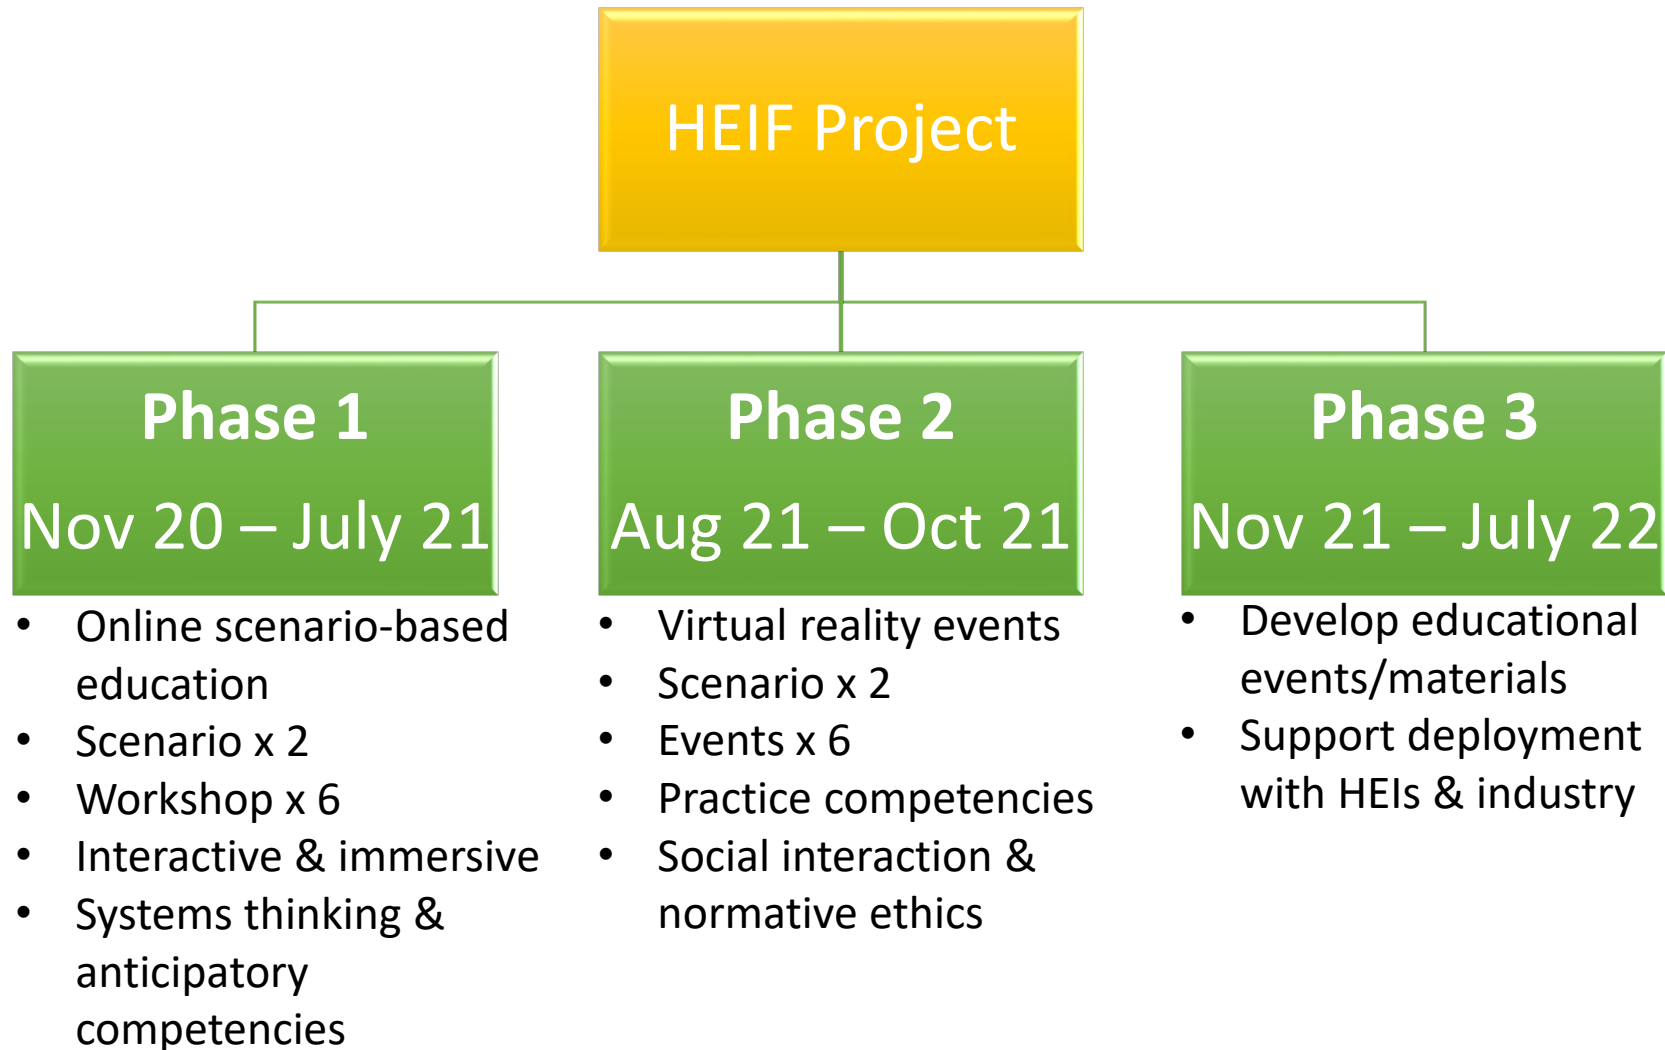 HEIF Project
Phase 1
Nov 20 – July 21
• Online scenario-based
education
• Scenario x 2
• Workshop x 6
• Interactive & immersive
• Systems thinking &
anticipatory
competencies
Phase 2
Aug 21 – Oct 21
• Virtual reality events
• Scenario x 2
• Events x 6
• Practice competencies
• Social interaction &
normative ethics
Phase 3
Nov 21 – July 22
• Develop educational
events/materials
• Support deployment
with HEIs & industry